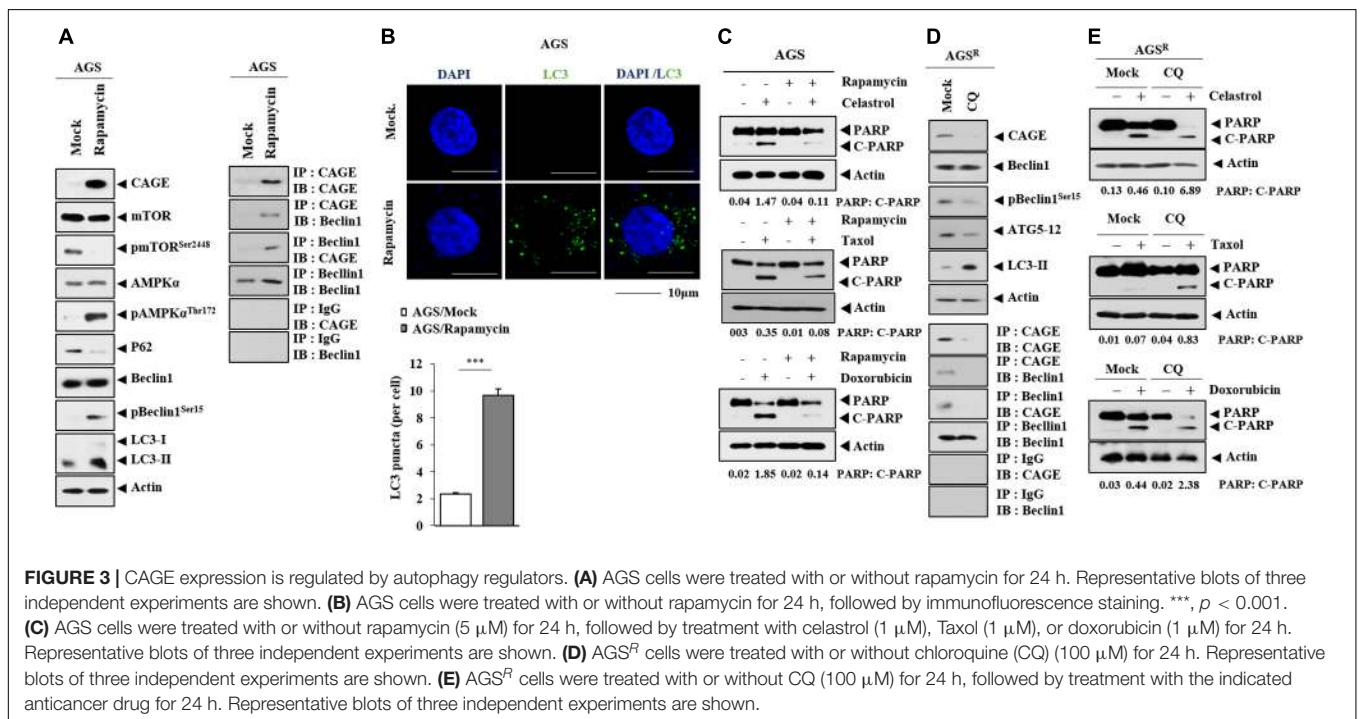 A
AGS
Mock
Rapamycin
CAGE
mTOR
pmTOR^Ser2448
AMPKα
pAMPKα^Thr172
P62
Beclin1
pBeclin1^Ser15
LC3-I
LC3-II
Actin
AGS
Mock
Rapamycin
IP : CAGE
IB : CAGE
IP : CAGE
IB : Beclin1
IP : Beclin1
IB : CAGE
IP : Becllin1
IB : Beclin1
IP : IgG
IB : CAGE
IP : IgG
IB : Beclin1
B
AGS
DAPI LC3 DAPI /LC3
Mock.
Rapamycin
10µm
AGS/Mock
AGS/Rapamycin
***
LC3 puncta (per cell)
12
10
8
6
4
2
0
C
AGS
- - + + Rapamycin
- + - + Celastrol
PARP
C-PARP
Actin
0.04 1.47 0.04 0.11 PARP: C-PARP
- - + + Rapamycin
- + - + Taxol
PARP
C-PARP
Actin
003 0.35 0.01 0.08 PARP: C-PARP
- - + + Rapamycin
- + - + Doxorubicin
PARP
C-PARP
Actin
0.02 1.85 0.02 0.14 PARP: C-PARP
D
AGS^R
Mock
CQ
CAGE
Beclin1
pBeclin1^Ser15
ATG5-12
LC3-II
Actin
IP : CAGE
IB : CAGE
IP : CAGE
IB : Beclin1
IP : Beclin1
IB : CAGE
IP : Becllin1
IB : Beclin1
IP : IgG
IB : CAGE
IP : IgG
IB : Beclin1
E
AGS^R
Mock CQ
- + - + Celastrol
PARP
C-PARP
Actin
0.13 0.46 0.10 6.89 PARP: C-PARP
Mock CQ
- + - + Taxol
PARP
C-PARP
Actin
0.01 0.07 0.04 0.83 PARP: C-PARP
Mock CQ
- + - + Doxorubicin
PARP
C-PARP
Actin
0.03 0.44 0.02 2.38 PARP: C-PARP
FIGURE 3 | CAGE expression is regulated by autophagy regulators. (A) AGS cells were treated with or without rapamycin for 24 h. Representative blots of three
independent experiments are shown. (B) AGS cells were treated with or without rapamycin for 24 h, followed by immunofluorescence staining. ***, p < 0.001.
(C) AGS cells were treated with or without rapamycin (5 µM) for 24 h, followed by treatment with celastrol (1 µM), Taxol (1 µM), or doxorubicin (1 µM) for 24 h.
Representative blots of three independent experiments are shown. (D) AGS^R cells were treated with or without chloroquine (CQ) (100 µM) for 24 h. Representative
blots of three independent experiments are shown. (E) AGS^R cells were treated with or without CQ (100 µM) for 24 h, followed by treatment with the indicated
anticancer drug for 24 h. Representative blots of three independent experiments are shown.